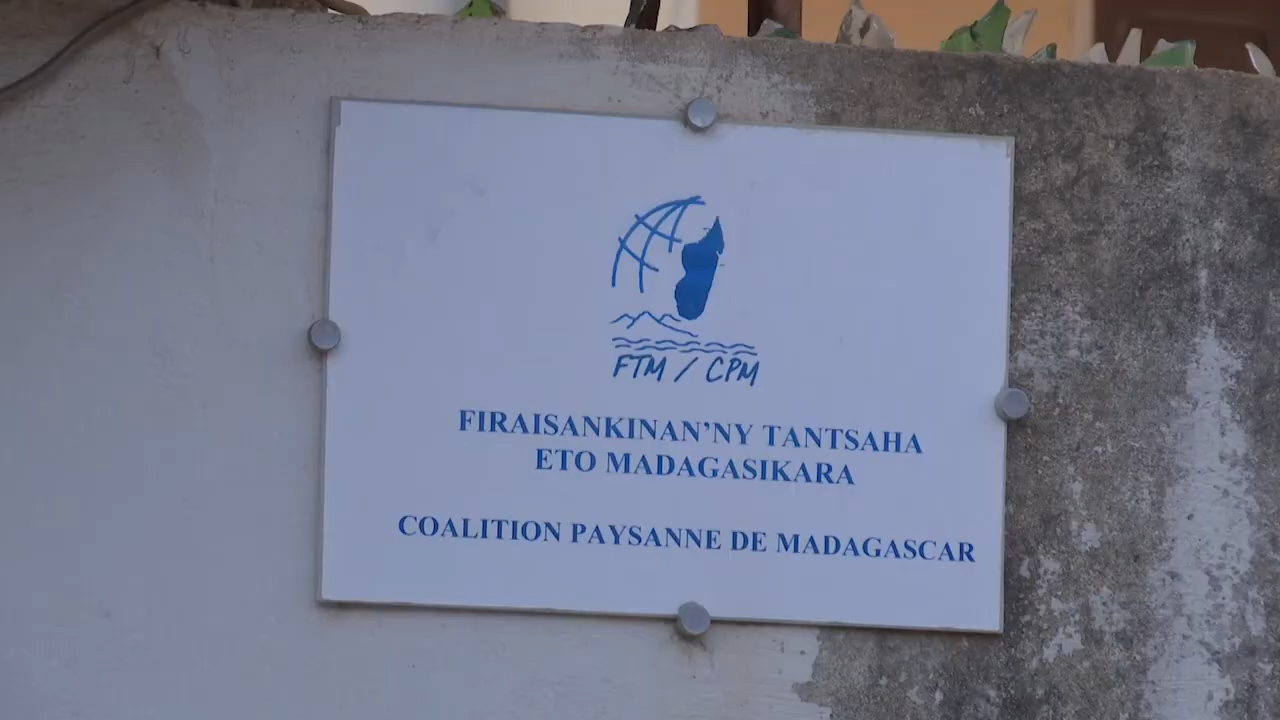 FTM / CPM
FIRAISANKINAN'NY TANTSAHA
ETO MADAGASIKARA
COALITION PAYSANNE DE MADAGASCAR